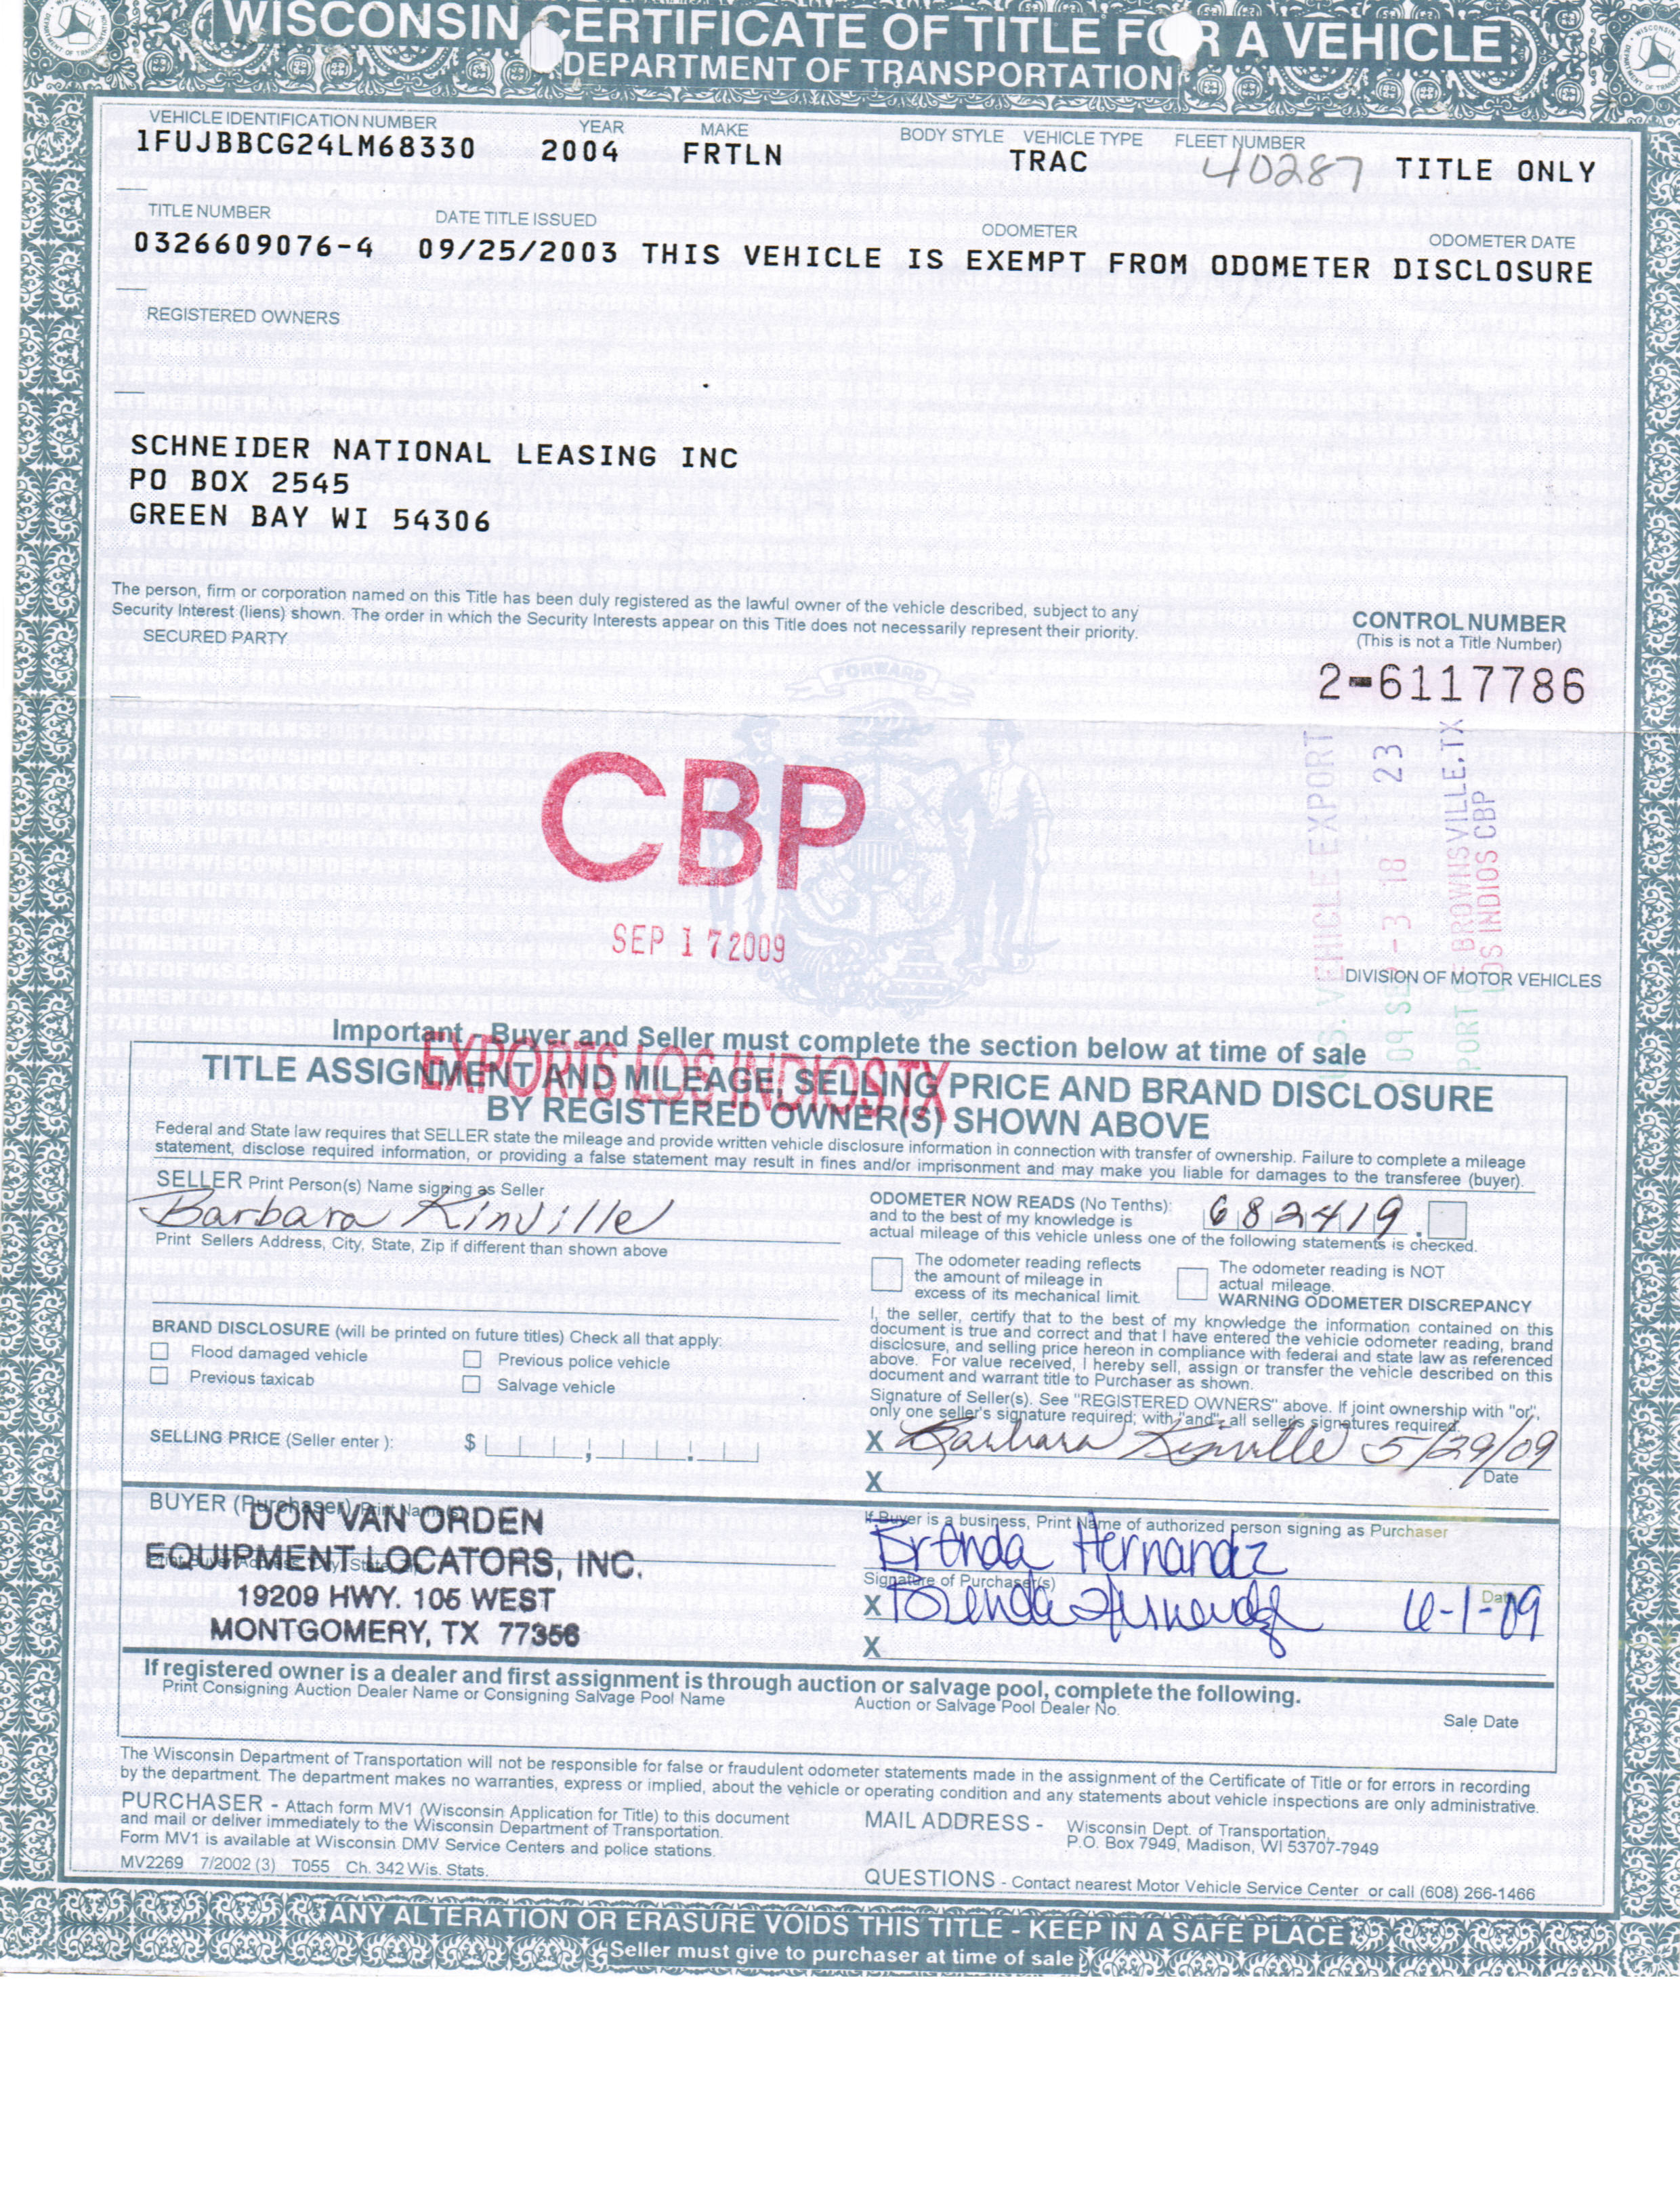 WISCONSIN CERTIFICATE OF TITLE FOR A VEHICLE
DEPARTMENT OF TRANSPORTATION
VEHICLE IDENTIFICATION NUMBER YEAR MAKE BODY STYLE VEHICLE TYPE FLEET NUMBER
1FUJBBCG24LM68330 2004 FRTLN TRAC 40287 TITLE ONLY
TITLE NUMBER DATE TITLE ISSUED ODOMETER ODOMETER DATE
0326609076-4 09/25/2003 THIS VEHICLE IS EXEMPT FROM ODOMETER DISCLOSURE
REGISTERED OWNERS
SCHNEIDER NATIONAL LEASING INC
PO BOX 2545
GREEN BAY WI 54306
The person, firm or corporation named on this Title has been duly registered as the lawful owner of the vehicle described, subject to any
Security Interest (liens) shown. The order in which the Security Interests appear on this Title does not necessarily represent their priority.
SECURED PARTY
CONTROL NUMBER
(This is not a Title Number)
2-6117786
FORWARD
CBP
SEP 17 2009
VEHICLE EXPORT
23
LOS INDIOS CBP
DIVISION OF MOTOR VEHICLES
Important - Buyer and Seller must complete the section below at time of sale
EXPORTS LOS INDIOS TX
TITLE ASSIGNMENT AND MILEAGE, SELLING PRICE AND BRAND DISCLOSURE
BY REGISTERED OWNER(S) SHOWN ABOVE
Federal and State law requires that SELLER state the mileage and provide written vehicle disclosure information in connection with transfer of ownership. Failure to complete a mileage
statement, disclose required information, or providing a false statement may result in fines and/or imprisonment and may make you liable for damages to the transferee (buyer).
SELLER Print Person(s) Name signing as Seller
Barbara Kinville
Print Sellers Address, City, State, Zip if different than shown above
ODOMETER NOW READS (No Tenths): 682419.
and to the best of my knowledge is
actual mileage of this vehicle unless one of the following statements is checked.
The odometer reading reflects
the amount of mileage in
excess of its mechanical limit.
The odometer reading is NOT
actual mileage.
WARNING ODOMETER DISCREPANCY
BRAND DISCLOSURE (will be printed on future titles) Check all that apply:
Flood damaged vehicle Previous police vehicle
Previous taxicab Salvage vehicle
SELLING PRICE (Seller enter ): $ , .
I, the seller, certify that to the best of my knowledge the information contained on this
document is true and correct and that I have entered the vehicle odometer reading, brand
disclosure, and selling price hereon in compliance with federal and state law as referenced
above. For value received, I hereby sell, assign or transfer the vehicle described on this
document and warrant title to Purchaser as shown.
Signature of Seller(s). See "REGISTERED OWNERS" above. If joint ownership with "or",
only one seller's signature required; with "and", all sellers signatures required.
X Barbara Kinville 5/29/09
Date
X
BUYER (Purchaser) Print Name(s)
DON VAN ORDEN
Print Buyer Address, City, State, Zip
EQUIPMENT LOCATORS, INC.
19209 HWY. 105 WEST
MONTGOMERY, TX 77356
If Buyer is a business, Print Name of authorized person signing as Purchaser
Brenda Hernandez
Signature of Purchaser(s) Date
X Brenda Hernandez 6-1-09
X
If registered owner is a dealer and first assignment is through auction or salvage pool, complete the following.
Print Consigning Auction Dealer Name or Consigning Salvage Pool Name Auction or Salvage Pool Dealer No. Sale Date
The Wisconsin Department of Transportation will not be responsible for false or fraudulent odometer statements made in the assignment of the Certificate of Title or for errors in recording
by the department. The department makes no warranties, express or implied, about the vehicle or operating condition and any statements about vehicle inspections are only administrative.
PURCHASER - Attach form MV1 (Wisconsin Application for Title) to this document
and mail or deliver immediately to the Wisconsin Department of Transportation.
Form MV1 is available at Wisconsin DMV Service Centers and police stations.
MV2269 7/2002 (3) T055 Ch. 342 Wis. Stats.
MAIL ADDRESS - Wisconsin Dept. of Transportation,
P.O. Box 7949, Madison, WI 53707-7949
QUESTIONS - Contact nearest Motor Vehicle Service Center or call (608) 266-1466
ANY ALTERATION OR ERASURE VOIDS THIS TITLE - KEEP IN A SAFE PLACE
Seller must give to purchaser at time of sale